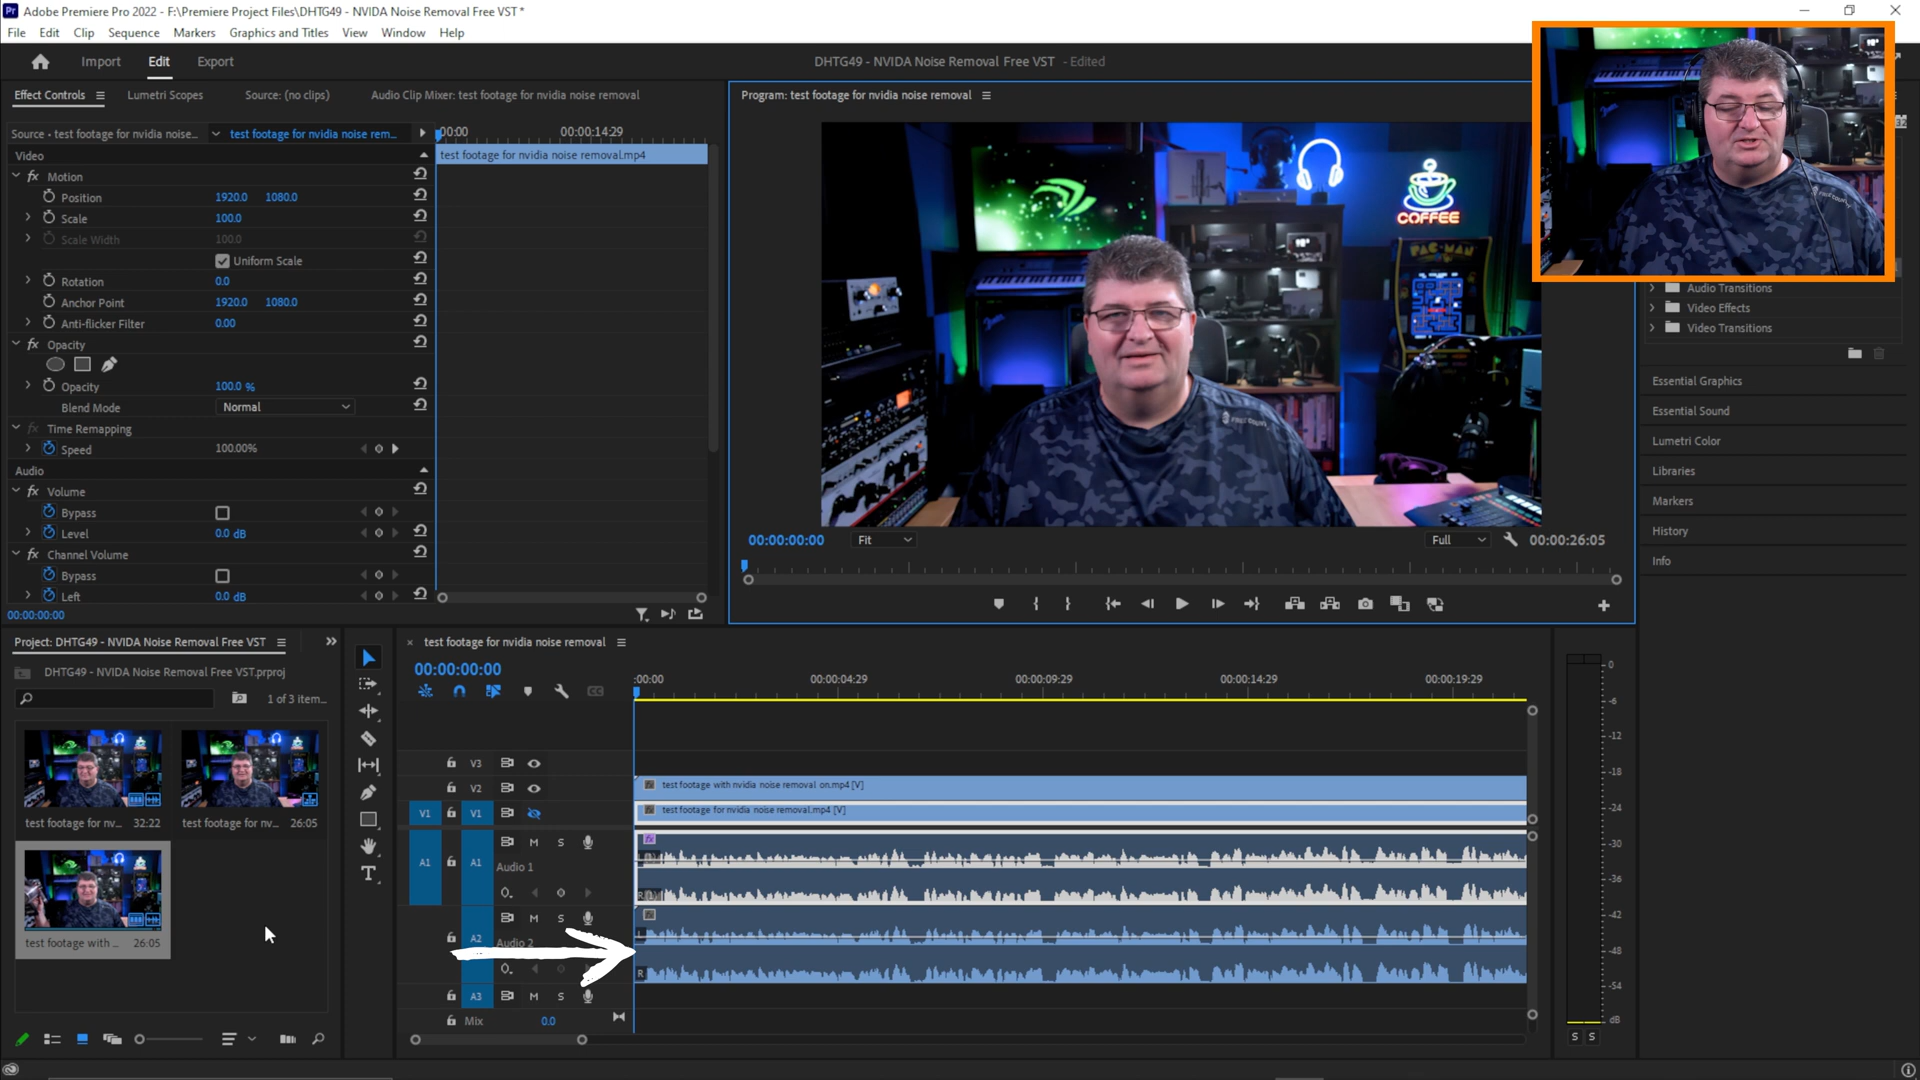 Adobe Premiere Pro 2022 - F:\Premiere Project Files\DHTG49 - NVIDIA Noise Removal Free VST *
File Edit Clip Sequence Markers Graphics and Titles View Window Help
Import Edit Export
DHTG49 - NVIDIA Noise Removal Free VST - Edited
Effect Controls Lumetri Scopes Source: (no clips) Audio Clip Mixer: test footage for nvidia noise removal
Program: test footage for nvidia noise removal
Source • test footage for nvidia noise... test footage for nvidia noise rem... :00:00 00:00:14:29
Video test footage for nvidia noise removal.mp4
fx Motion
Position 1920.0 1080.0
Scale 100.0
Scale Width 100.0
Uniform Scale
Rotation 0.0
Anchor Point 1920.0 1080.0
Anti-flicker Filter 0.00
fx Opacity
Opacity 100.0 %
Blend Mode Normal
fx Time Remapping
Speed 100.00%
Audio
fx Volume
Bypass
Level 0.0 dB
fx Channel Volume
Bypass
Left 0.0 dB
00:00:00:00
COFFEE
PAC-MAN
00:00:00:00 Fit Full 00:00:26:05
Audio Transitions
Video Effects
Video Transitions
Essential Graphics
Essential Sound
Lumetri Color
Libraries
Markers
History
Info
Project: DHTG49 - NVIDIA Noise Removal Free VST
DHTG49 - NVIDIA Noise Removal Free VST.prproj
1 of 3 item...
test footage for nv... 32:22
test footage for nv... 26:05
test footage with ... 26:05
test footage for nvidia noise removal
00:00:00:00
:00:00 00:00:04:29 00:00:09:29 00:00:14:29 00:00:19:29
V3
V2 test footage with nvidia noise removal on.mp4 [V]
V1 V1 test footage for nvidia noise removal.mp4 [V]
A1 A1 M S
Audio 1
A2 M S
Audio 2
A3 M S
Mix 0.0
L
R
0
-6
-12
-18
-24
-30
-36
-42
-48
-54
dB
S S